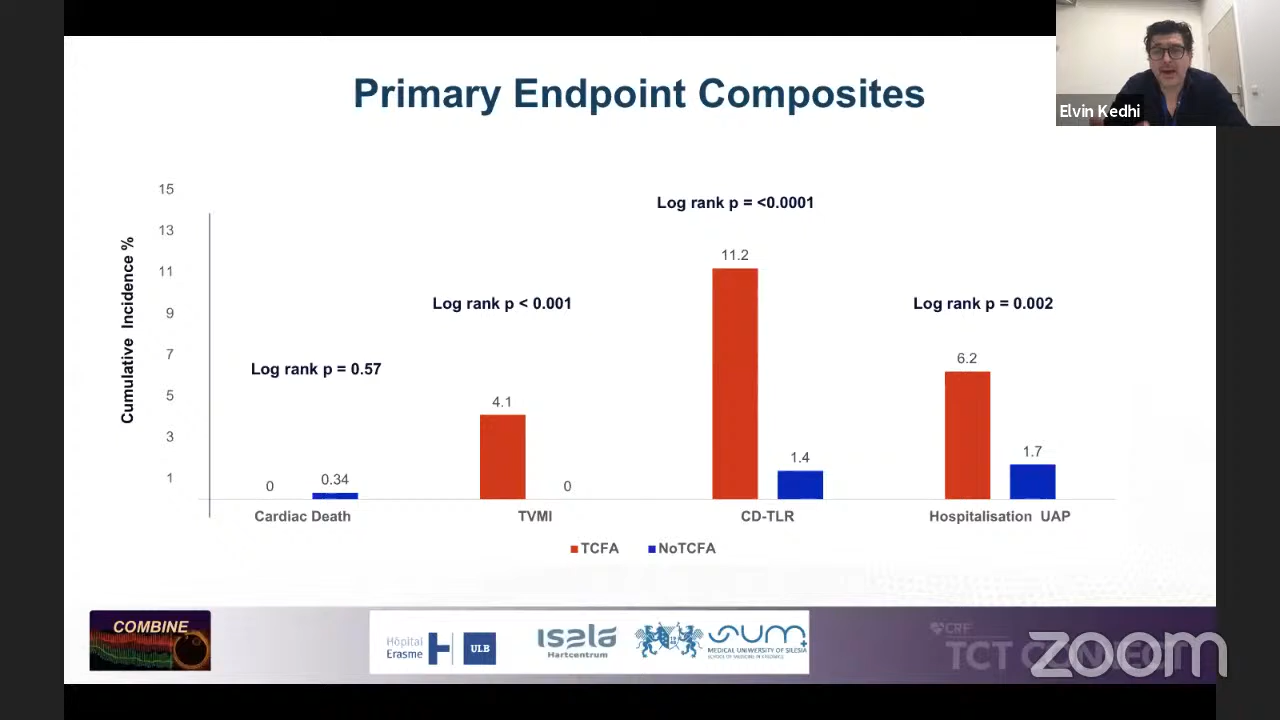 Primary Endpoint Composites
Elvin Kedhi
Cumulative Incidence %
15
13
11
9
7
5
3
1
Log rank p = 0.57
Log rank p < 0.001
Log rank p = <0.0001
Log rank p = 0.002
0
0.34
4.1
0
11.2
1.4
6.2
1.7
Cardiac Death
TVMI
CD-TLR
Hospitalisation UAP
TCFA
NoTCFA
COMBINE
Hôpital
Erasme
H
ULB
isala
Hartcentrum
SUM
MEDICAL UNIWERSITY OF SILESIA
CRF
TCT
zoom